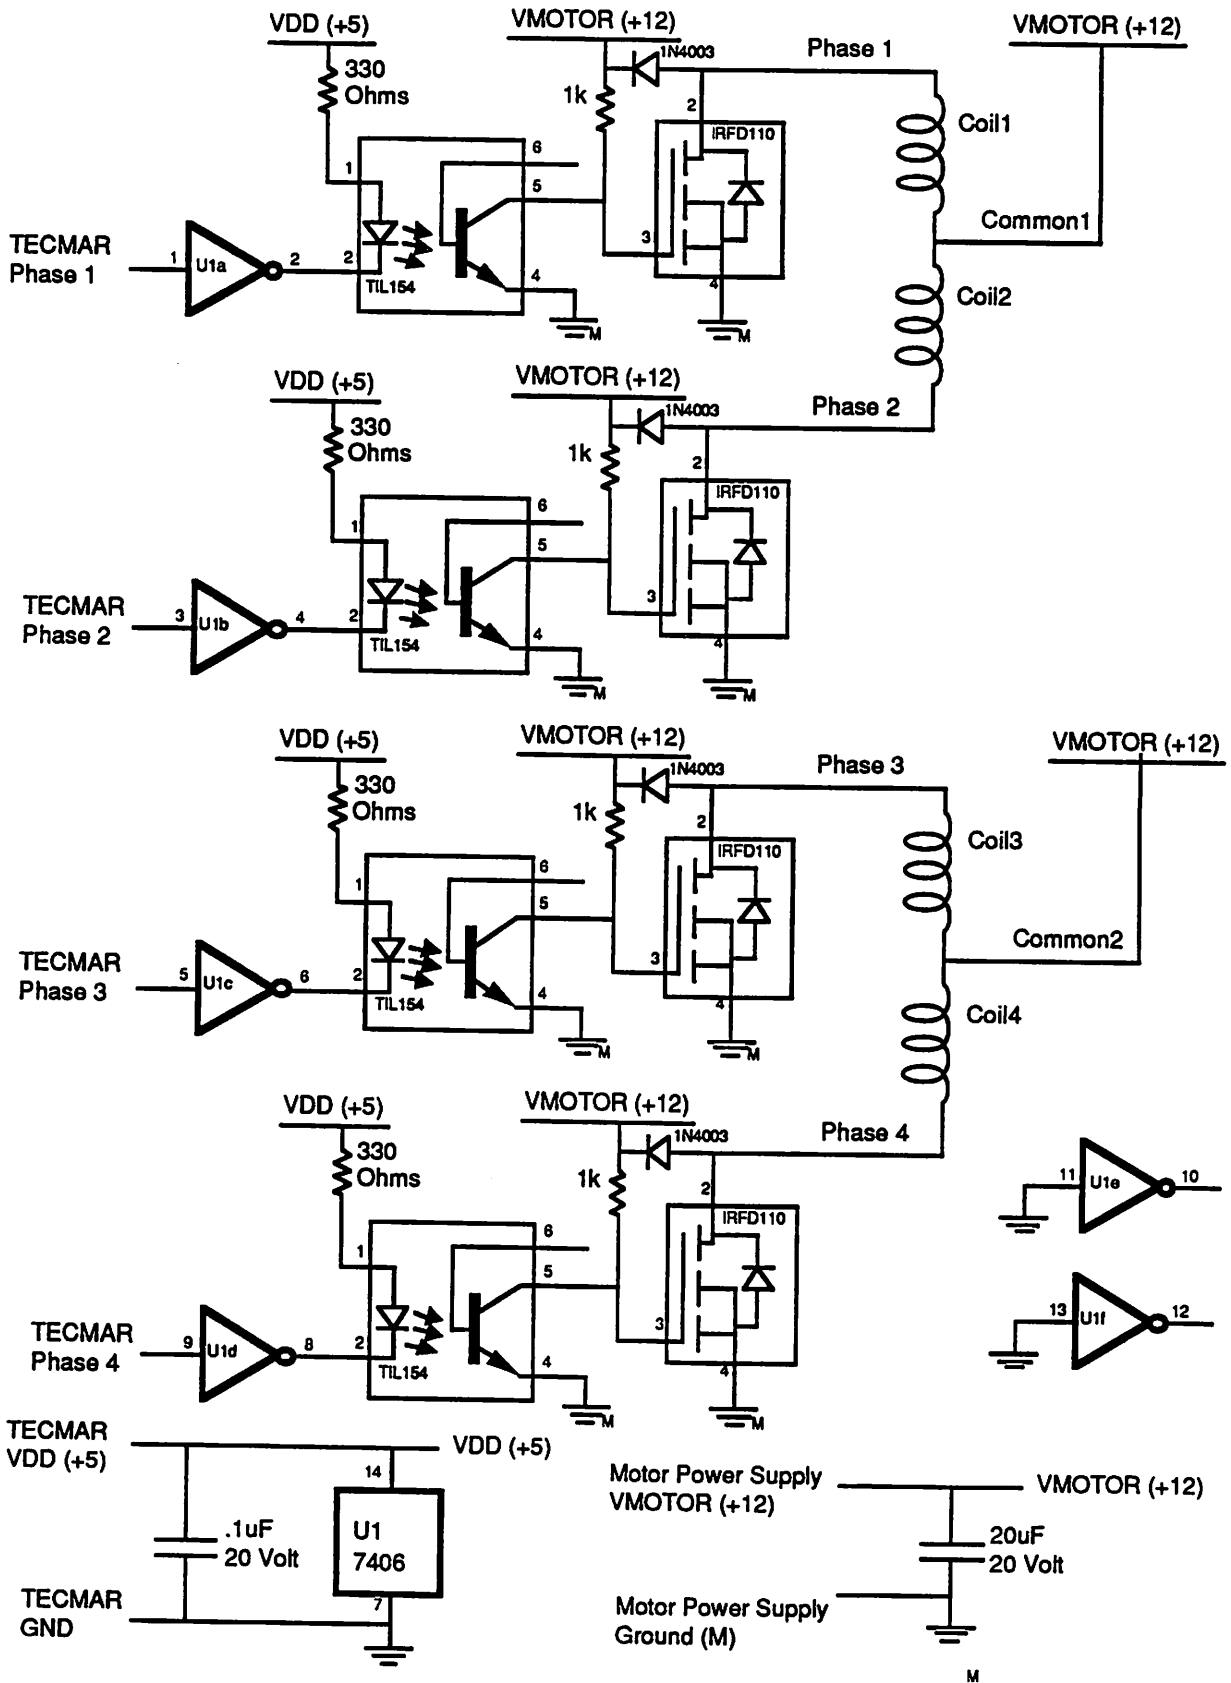 VDD (+5)
VMOTOR (+12)
VMOTOR (+12)
330
Ohms
1k
1N4003
Phase 1
2
IRFD110
Coil1
6
1
5
3
Common1
TECMAR
Phase 1
1
U1a
2
2
TIL154
4
M
4
M
Coil2
VDD (+5)
VMOTOR (+12)
330
Ohms
1k
1N4003
Phase 2
2
IRFD110
6
1
5
3
TECMAR
Phase 2
3
U1b
4
2
TIL154
4
M
4
M
VDD (+5)
VMOTOR (+12)
VMOTOR (+12)
330
Ohms
1k
1N4003
Phase 3
2
IRFD110
Coil3
6
1
5
3
Common2
TECMAR
Phase 3
5
U1c
6
2
TIL154
4
M
4
M
Coil4
VDD (+5)
VMOTOR (+12)
330
Ohms
1k
1N4003
Phase 4
2
IRFD110
11
U1e
10
6
1
5
3
13
U1f
12
TECMAR
Phase 4
9
U1d
8
2
TIL154
4
M
4
M
TECMAR
VDD (+5)
VDD (+5)
14
.1uF
20 Volt
U1
7406
7
TECMAR
GND
Motor Power Supply
VMOTOR (+12)
VMOTOR (+12)
20uF
20 Volt
Motor Power Supply
Ground (M)
M